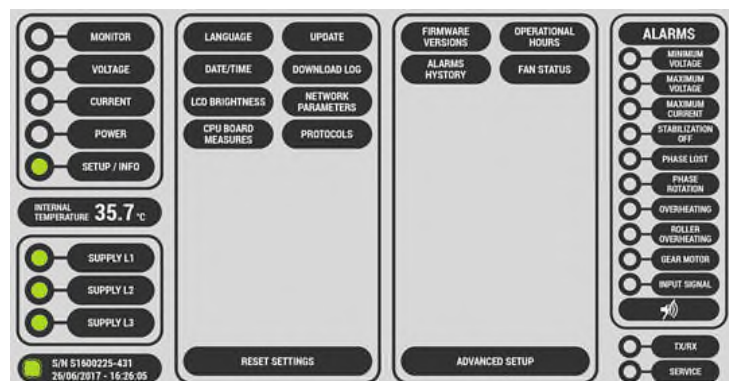 MONITOR
VOLTAGE
CURRENT
POWER
SETUP / INFO
INTERNAL
TEMPERATURE 35.7 °C
SUPPLY L1
SUPPLY L2
SUPPLY L3
S/N S1600225-431
26/06/2017 - 16:26:05
LANGUAGE
UPDATE
DATE/TIME
DOWNLOAD LOG
LCD BRIGHTNESS
NETWORK
PARAMETERS
CPU BOARD
MEASURES
PROTOCOLS
RESET SETTINGS
FIRMWARE
VERSIONS
OPERATIONAL
HOURS
ALARMS
HYSTORY
FAN STATUS
ADVANCED SETUP
ALARMS
MINIMUM
VOLTAGE
MAXIMUM
VOLTAGE
MAXIMUM
CURRENT
STABILIZATION
OFF
PHASE LOST
PHASE
ROTATION
OVERHEATING
ROLLER
OVERHEATING
GEAR MOTOR
INPUT SIGNAL
TX/RX
SERVICE